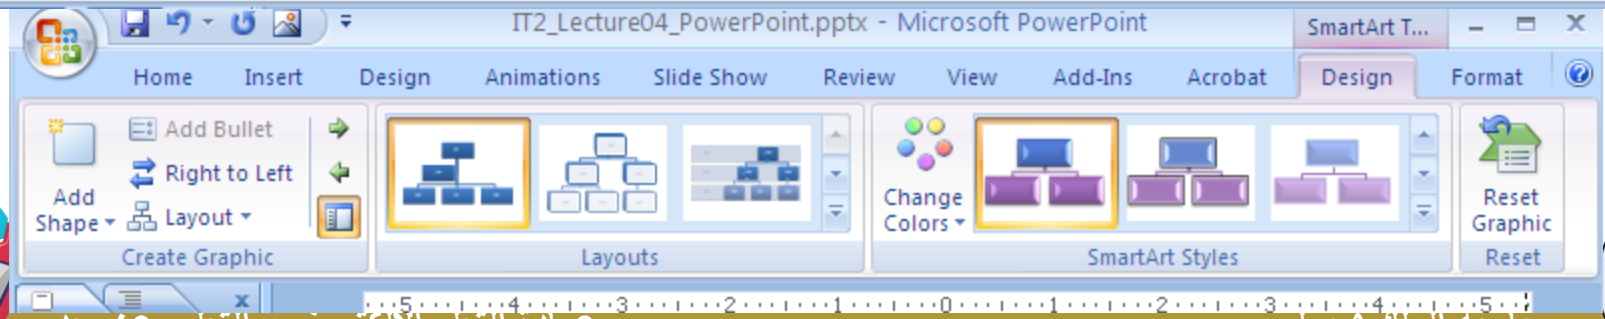 IT2_Lecture04_PowerPoint.pptx - Microsoft PowerPoint
SmartArt T...
Home Insert Design Animations Slide Show Review View Add-Ins Acrobat Design Format
Add Shape
Add Bullet
Right to Left
Layout
Create Graphic
Layouts
Change Colors
SmartArt Styles
Reset Graphic
Reset
5 4 3 2 1 0 1 2 3 4 5